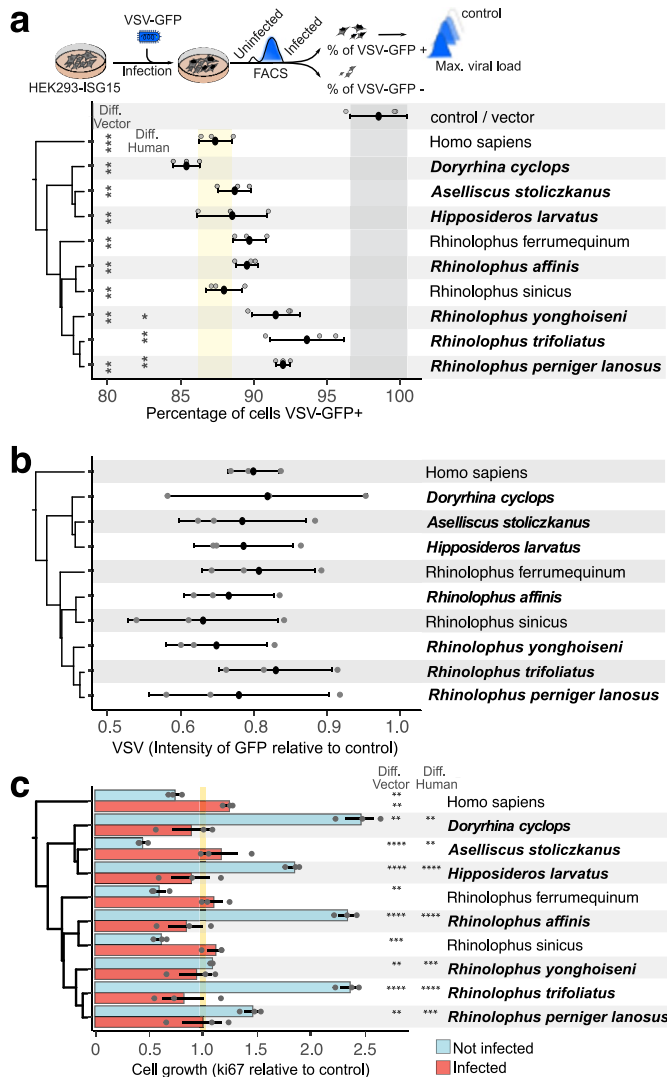 a
VSV-GFP
control
Uninfected
Infected
% of VSV-GFP +
Infection
FACS
Max. viral load
HEK293-ISG15
% of VSV-GFP -
Diff. Vector
control / vector
Diff. Human
*** Homo sapiens
** Doryrhina cyclops
** Aselliscus stoliczkanus
** Hipposideros larvatus
** Rhinolophus ferrumequinum
** Rhinolophus affinis
** Rhinolophus sinicus
** * Rhinolophus yonghoiseni
** Rhinolophus trifoliatus
** ** Rhinolophus perniger lanosus
80 85 90 95 100
Percentage of cells VSV-GFP+
b
Homo sapiens
Doryrhina cyclops
Aselliscus stoliczkanus
Hipposideros larvatus
Rhinolophus ferrumequinum
Rhinolophus affinis
Rhinolophus sinicus
Rhinolophus yonghoiseni
Rhinolophus trifoliatus
Rhinolophus perniger lanosus
0.5 0.6 0.8 0.9 1.0
VSV (Intensity of GFP relative to control)
c
Diff. Vector Diff. Human
**
** Homo sapiens
** ** Doryrhina cyclops
**** ** Aselliscus stoliczkanus
**** **** Hipposideros larvatus
** Rhinolophus ferrumequinum
**** **** Rhinolophus affinis
*** Rhinolophus sinicus
** *** Rhinolophus yonghoiseni
**** **** Rhinolophus trifoliatus
** *** Rhinolophus perniger lanosus
0 0.5 1.0 1.5 2.0 2.5
Cell growth (ki67 relative to control)
Not infected
Infected